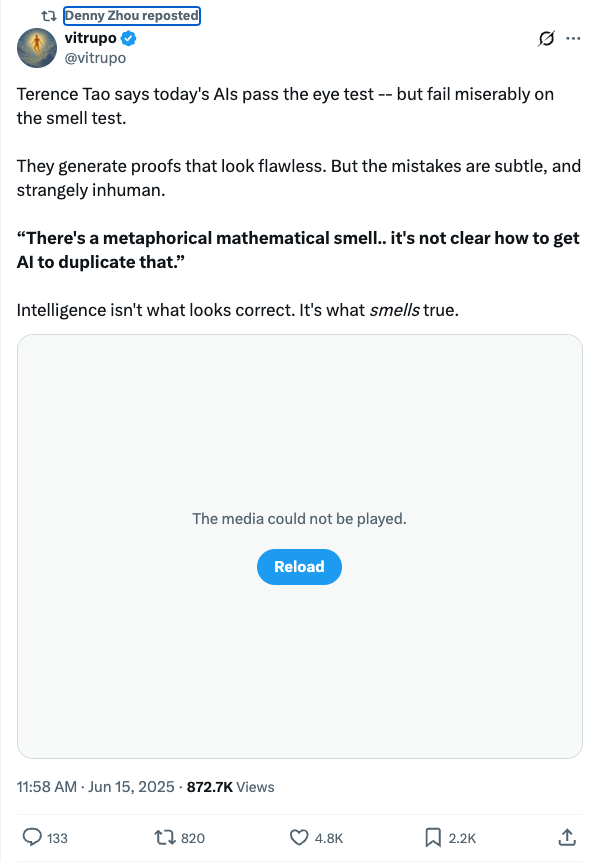 Denny Zhou reposted
vitrupo
@vitrupo
Terence Tao says today's AIs pass the eye test -- but fail miserably on
the smell test.
They generate proofs that look flawless. But the mistakes are subtle, and
strangely inhuman.
“There's a metaphorical mathematical smell.. it's not clear how to get
AI to duplicate that.”
Intelligence isn't what looks correct. It's what smells true.
The media could not be played.
Reload
11:58 AM · Jun 15, 2025 · 872.7K Views
133 820 4.8K 2.2K